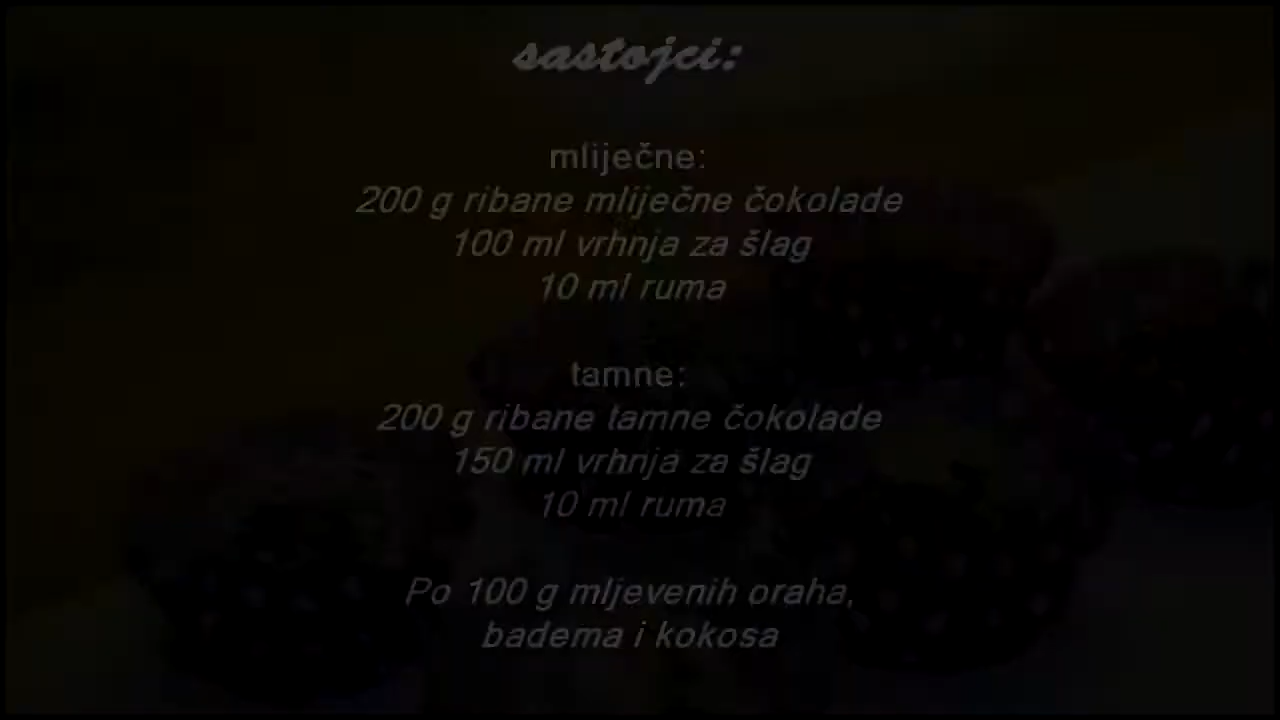 sastojci:
mliječne:
200 g ribane mliječne čokolade
100 ml vrhnja za šlag
10 ml ruma
tamne:
200 g ribane tamne čokolade
150 ml vrhnja za šlag
10 ml ruma
Po 100 g mljevenih oraha,
badema i kokosa